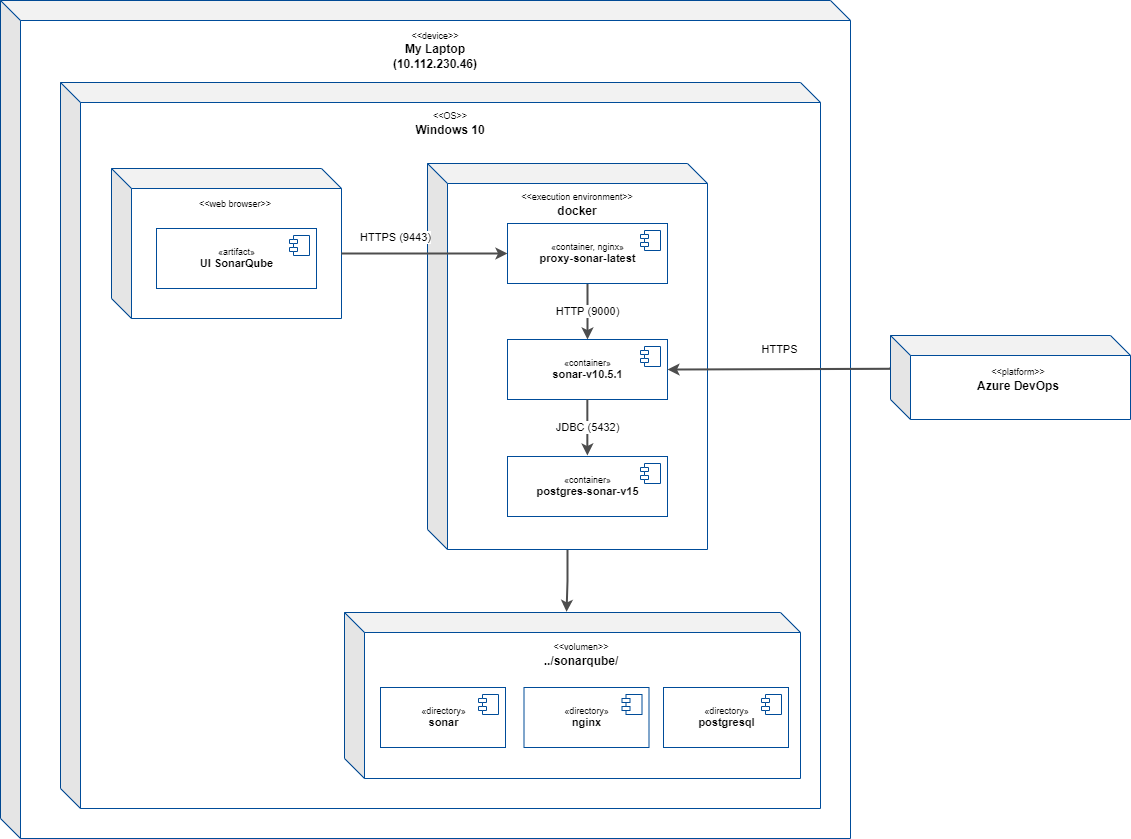 <<device>>
My Laptop
(10.112.230.46)
<<OS>>
Windows 10
<<web browser>>
«artifact»
UI SonarQube
HTTPS (9443)
<<execution environment>>
docker
«container, nginx»
proxy-sonar-latest
HTTP (9000)
«container»
sonar-v10.5.1
HTTPS
<<platform>>
Azure DevOps
JDBC (5432)
«container»
postgres-sonar-v15
<<volumen>>
../sonarqube/
«directory»
sonar
«directory»
nginx
«directory»
postgresql